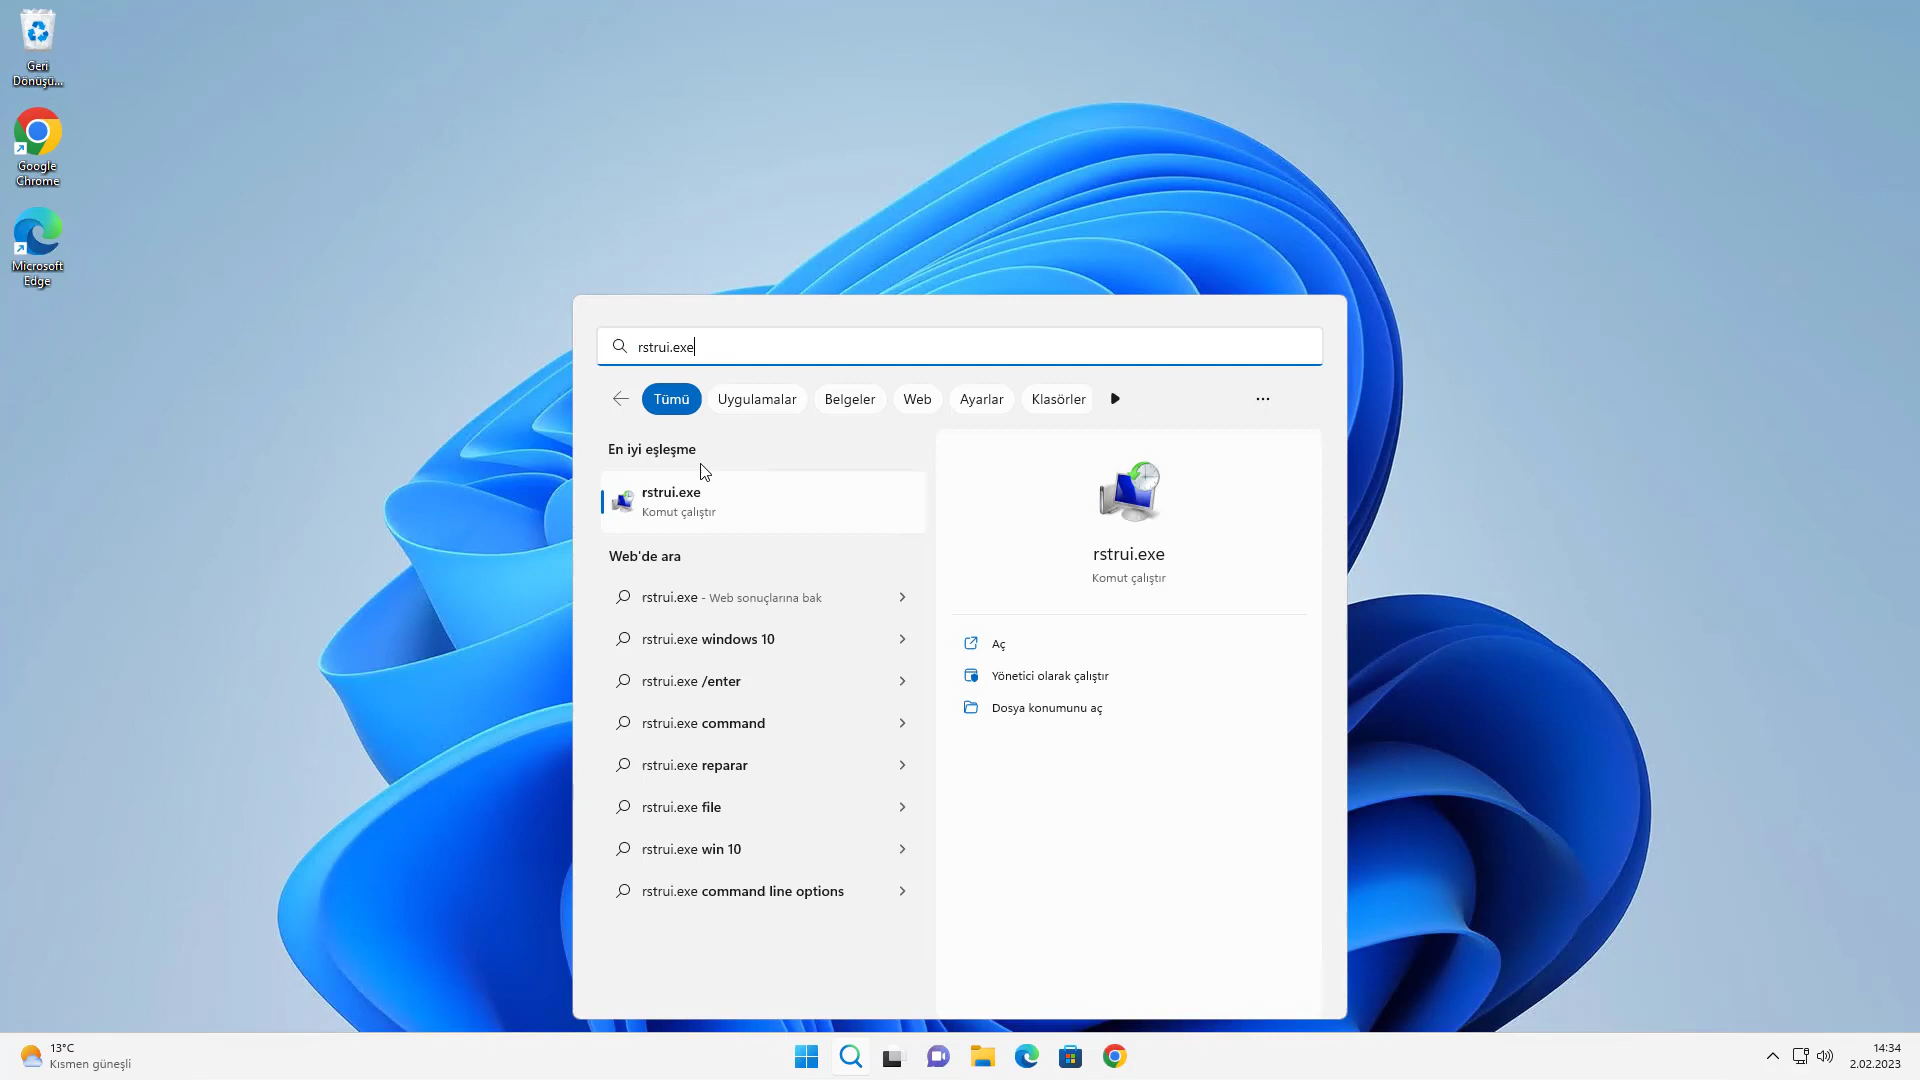 Geri
Dönüşü...
Google
Chrome
Microsoft
Edge
rstrui.exe
Tümü
Uygulamalar
Belgeler
Web
Ayarlar
Klasörler
En iyi eşleşme
rstrui.exe
Komut çalıştır
Web'de ara
rstrui.exe - Web sonuçlarına bak
rstrui.exe windows 10
rstrui.exe /enter
rstrui.exe command
rstrui.exe reparar
rstrui.exe file
rstrui.exe win 10
rstrui.exe command line options
rstrui.exe
Komut çalıştır
Aç
Yönetici olarak çalıştır
Dosya konumunu aç
13°C
Kısmen güneşli
14:34
2.02.2023